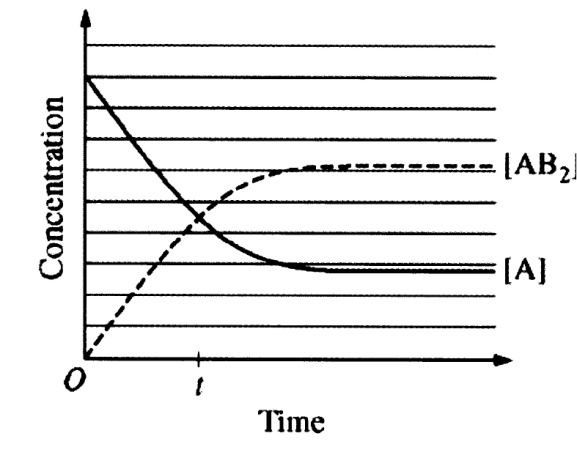 Concentration
[AB₂]
[A]
O
t
Time